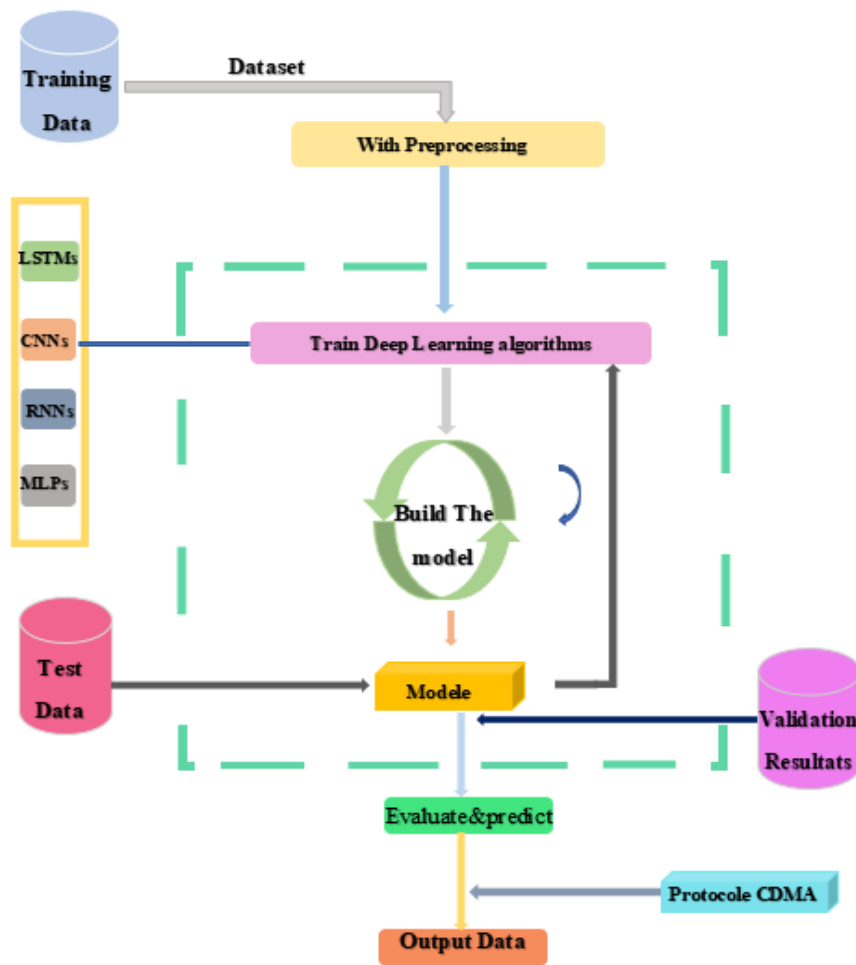 Training
Data
Dataset
With Preprocessing
LSTMs
CNNs
RNNs
MLPs
Train Deep Learning algorithms
Build The
model
Test
Data
Modele
Validation
Resultats
Evaluate&predict
Protocole CDMA
Output Data